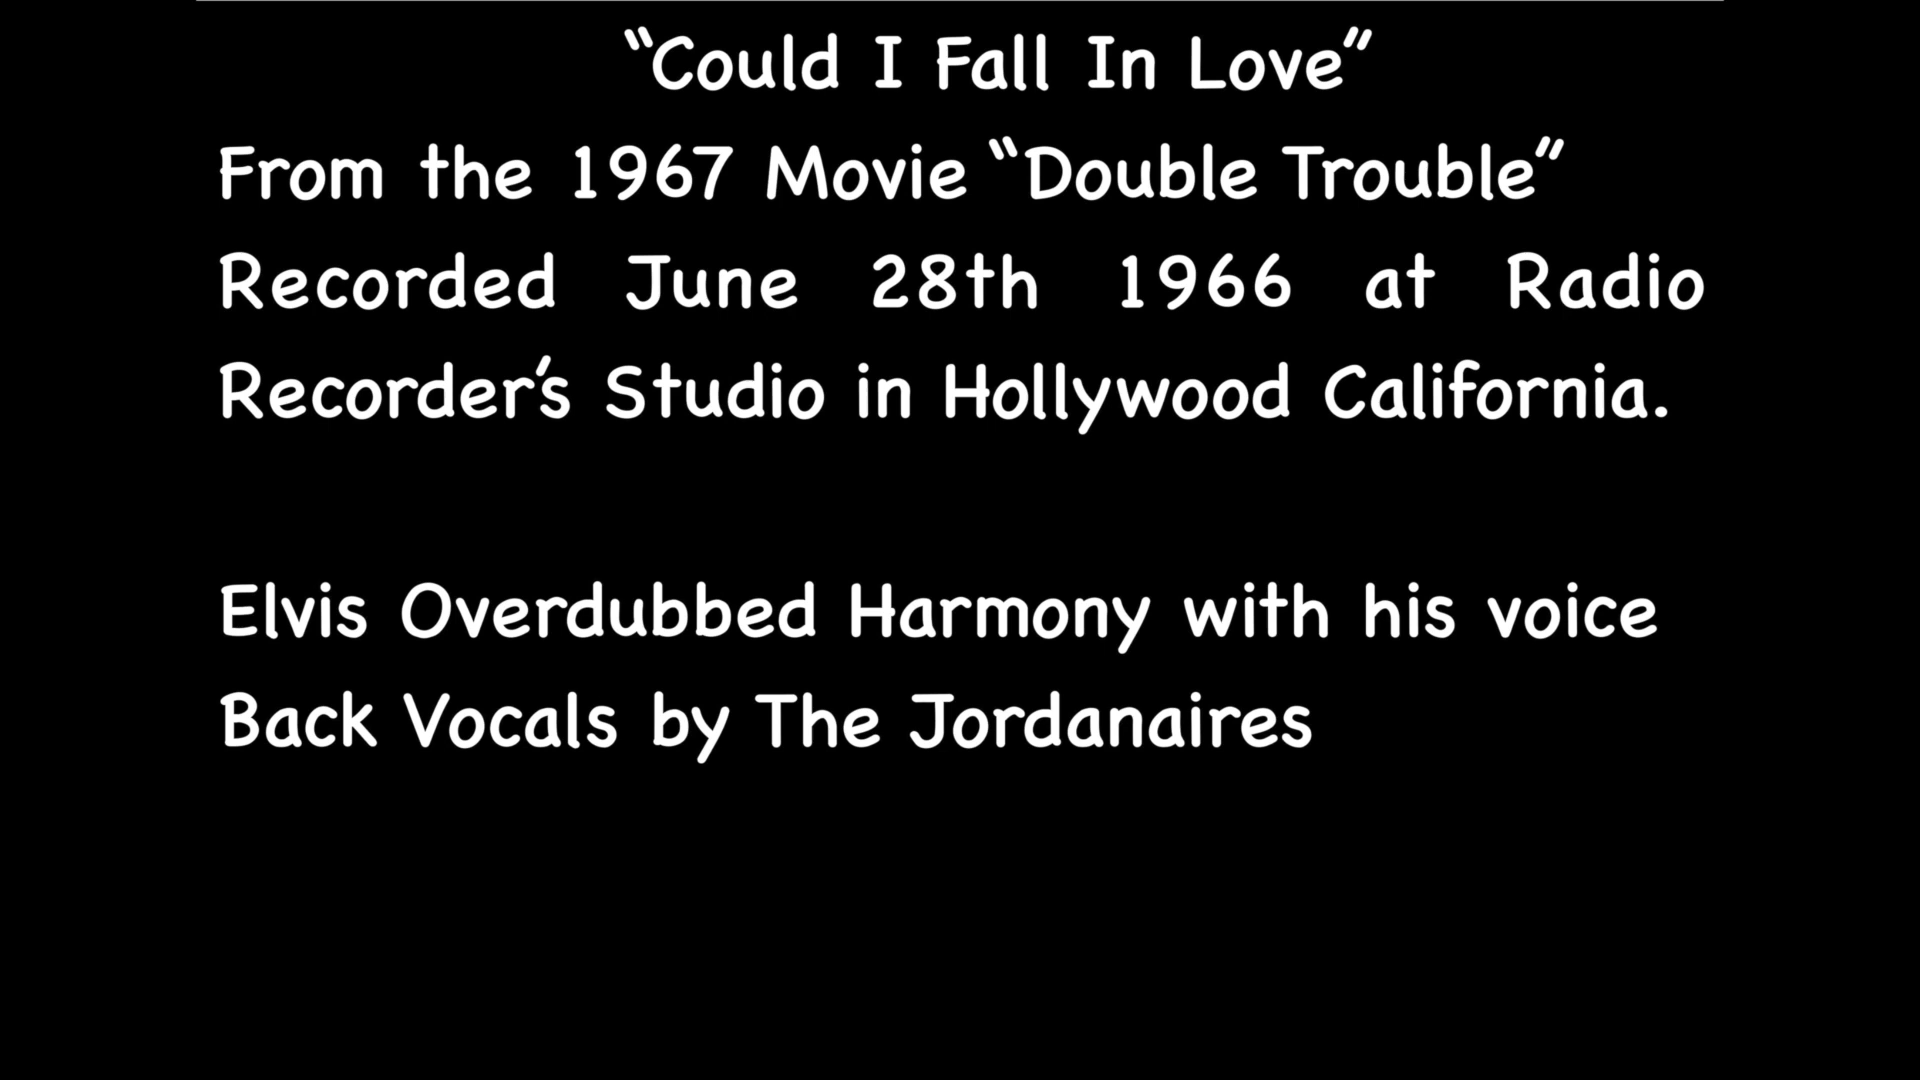 “Could I Fall In Love”
From the 1967 Movie “Double Trouble”
Recorded June 28th 1966 at Radio
Recorder’s Studio in Hollywood California.
Elvis Overdubbed Harmony with his voice
Back Vocals by The Jordanaires